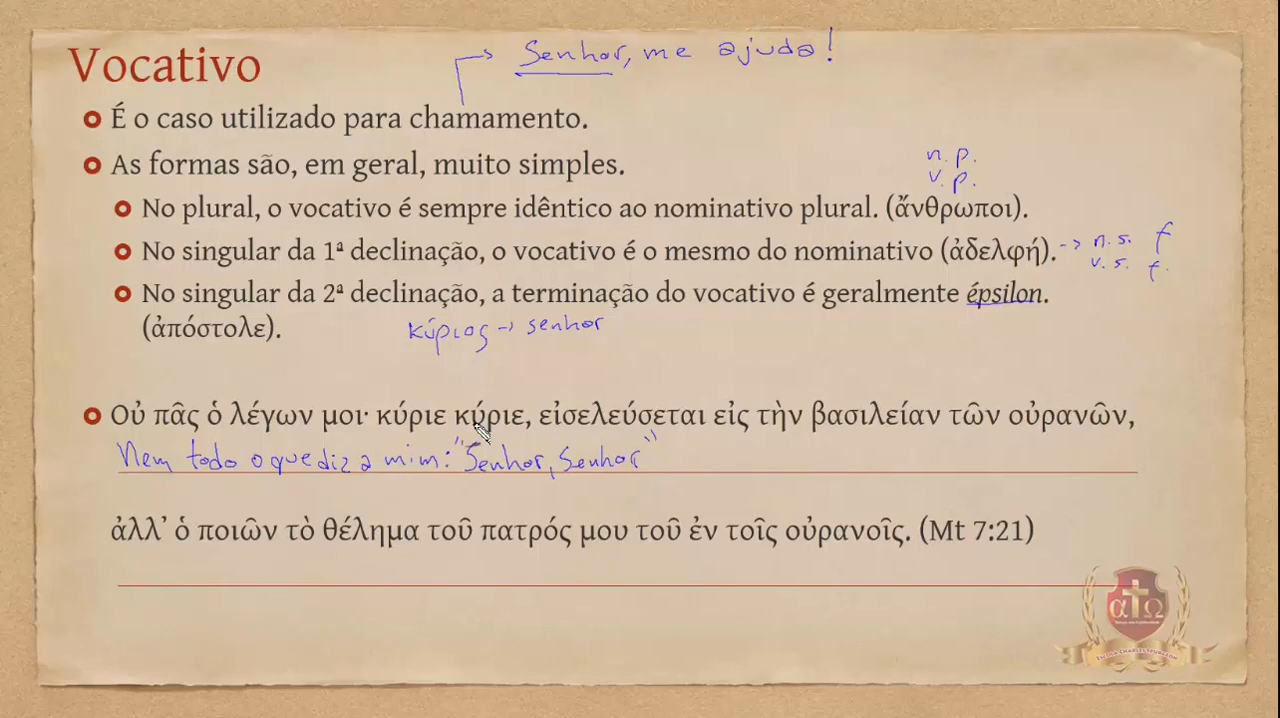 Vocativo
Senhor, me ajuda!
É o caso utilizado para chamamento.
As formas são, em geral, muito simples.
n. p.
v. p.
No plural, o vocativo é sempre idêntico ao nominativo plural. (ἄνθρωποι).
No singular da 1ª declinação, o vocativo é o mesmo do nominativo (ἀδελφή). -> n. s. f
v. s. f.
No singular da 2ª declinação, a terminação do vocativo é geralmente épsilon.
(ἀπόστολε).
κύριος -> senhor
Οὐ πᾶς ὁ λέγων μοι· κύριε κύριε, εἰσελεύσεται εἰς τὴν βασιλείαν τῶν οὐρανῶν,
Nem todo o que diz a mim: "Senhor, Senhor"
ἀλλ’ ὁ ποιῶν τὸ θέλημα τοῦ πατρός μου τοῦ ἐν τοῖς οὐρανοῖς. (Mt 7:21)
α Ω